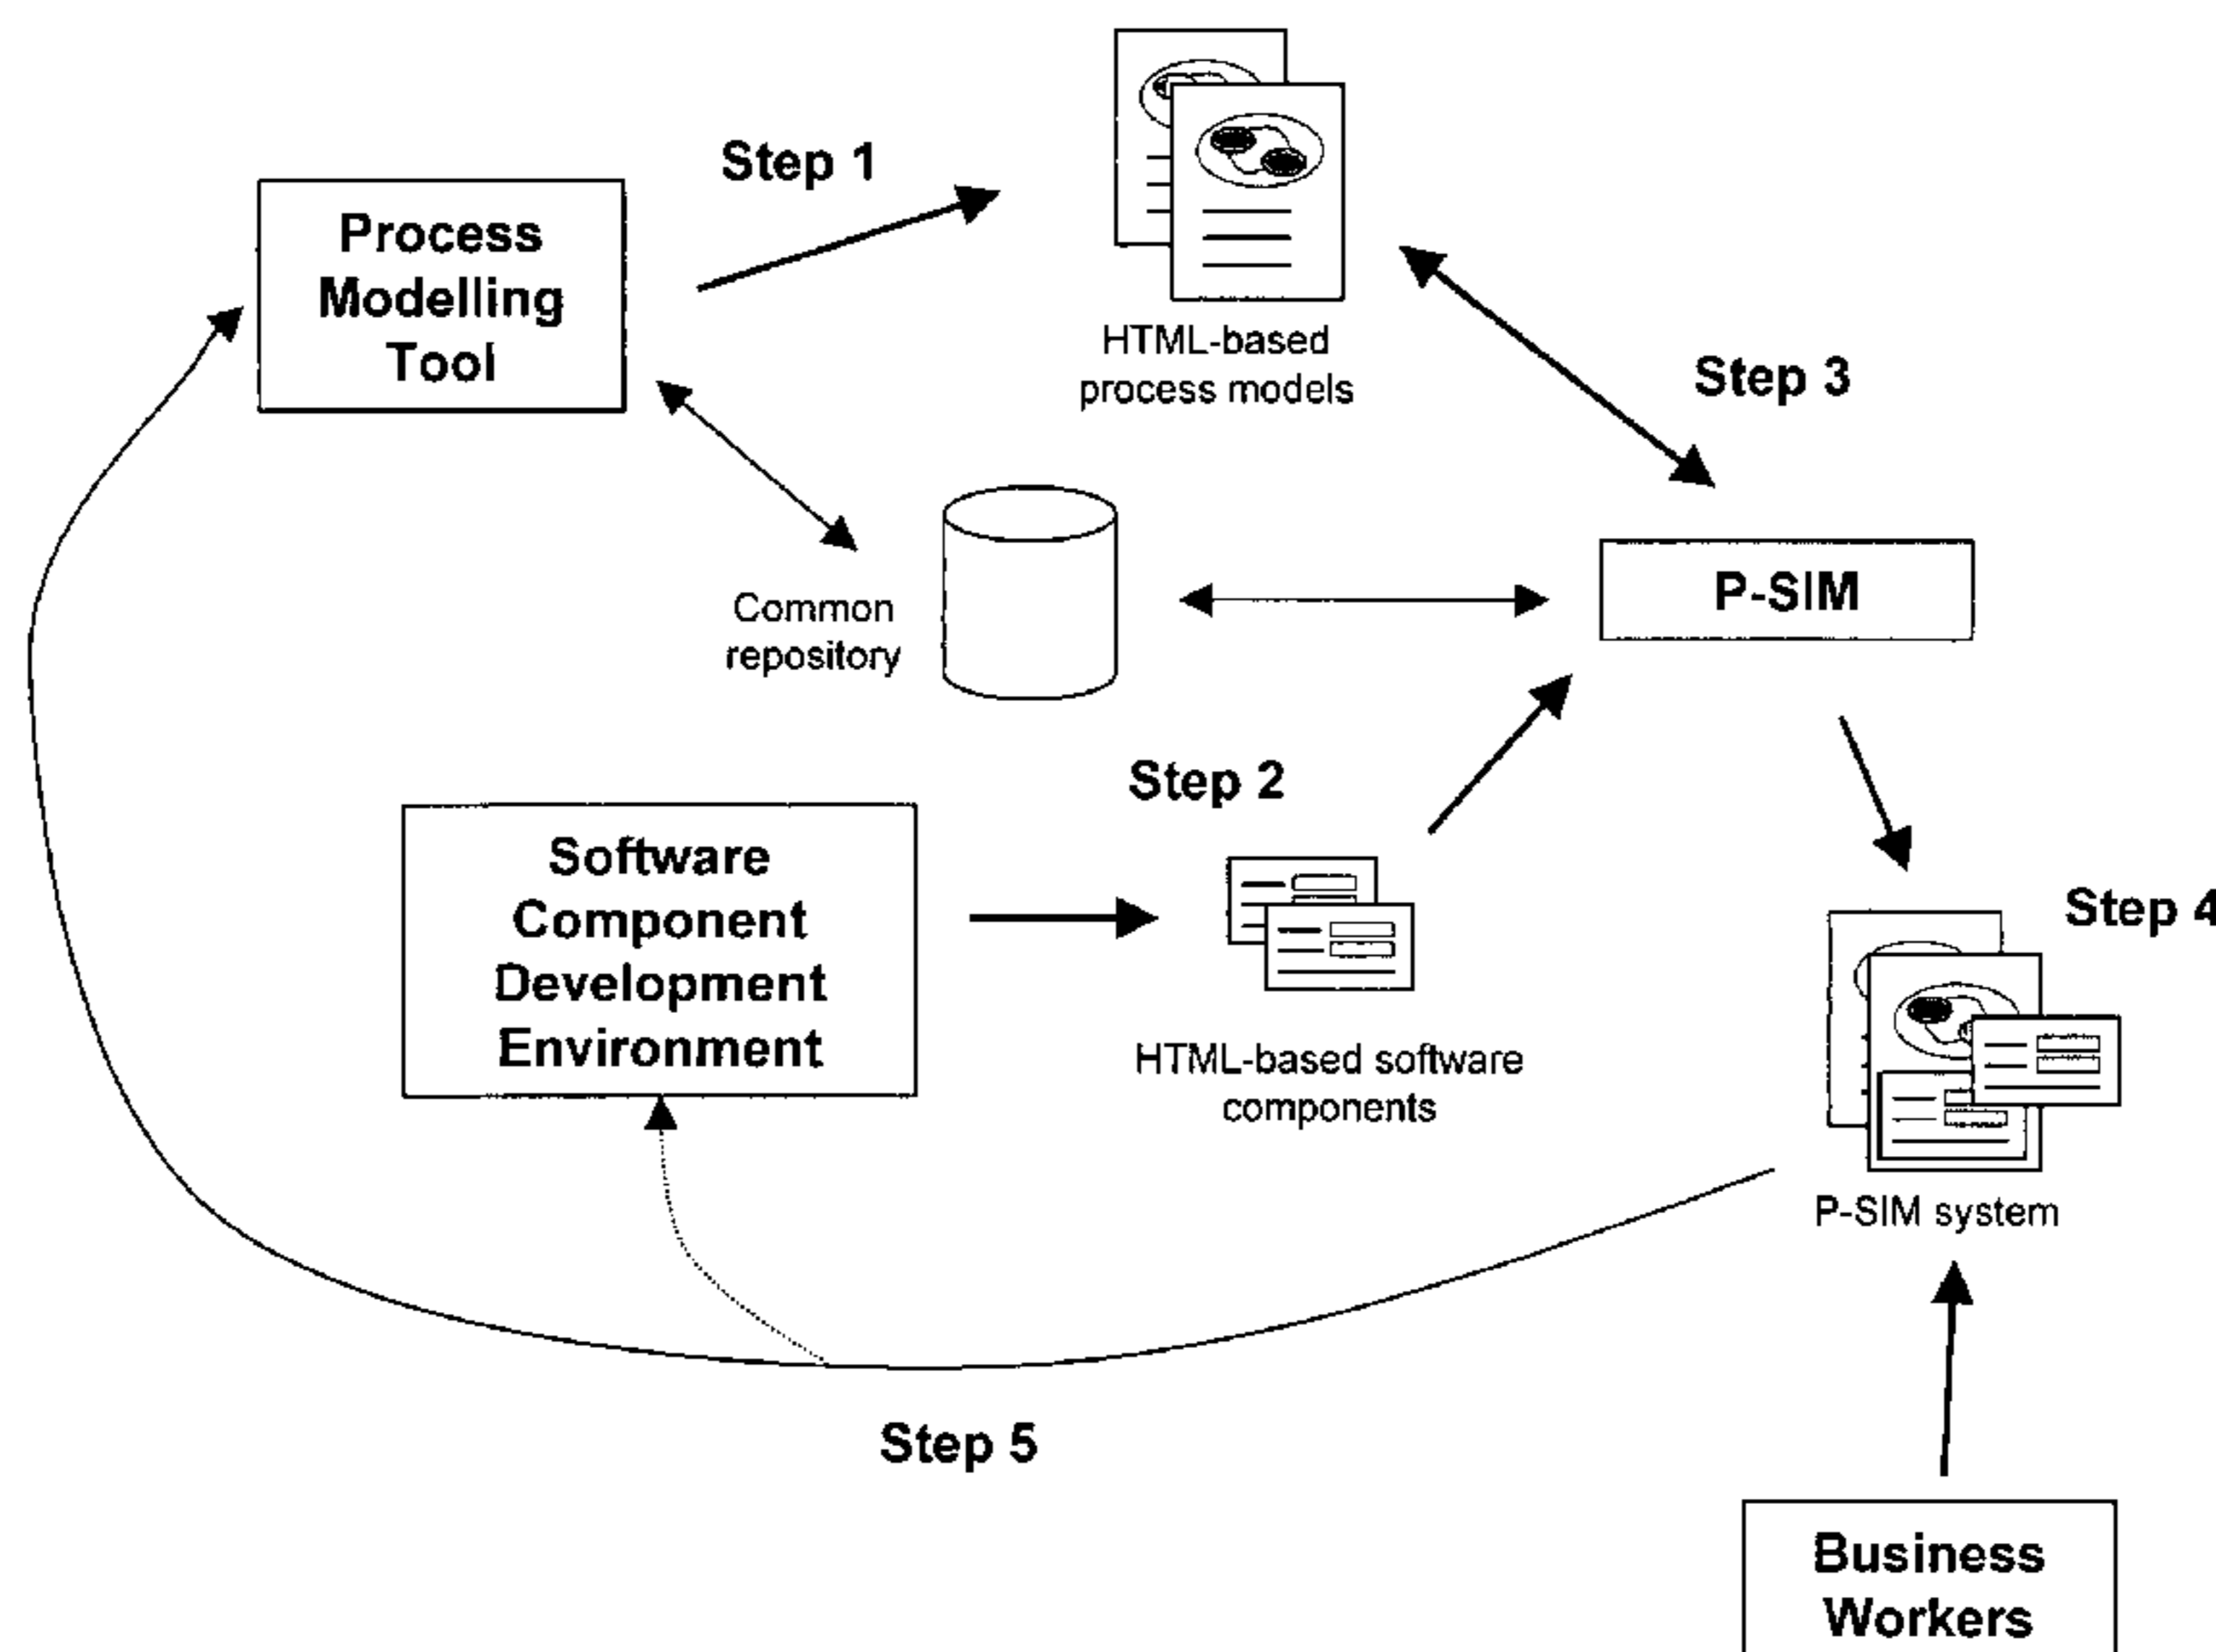 Step 1
Process
Modelling
Tool
HTML-based
process models
Step 3
Common
repository
P-SIM
Step 2
Software
Component
Development
Environment
HTML-based software
components
Step 4
P-SIM system
Step 5
Business
Workers